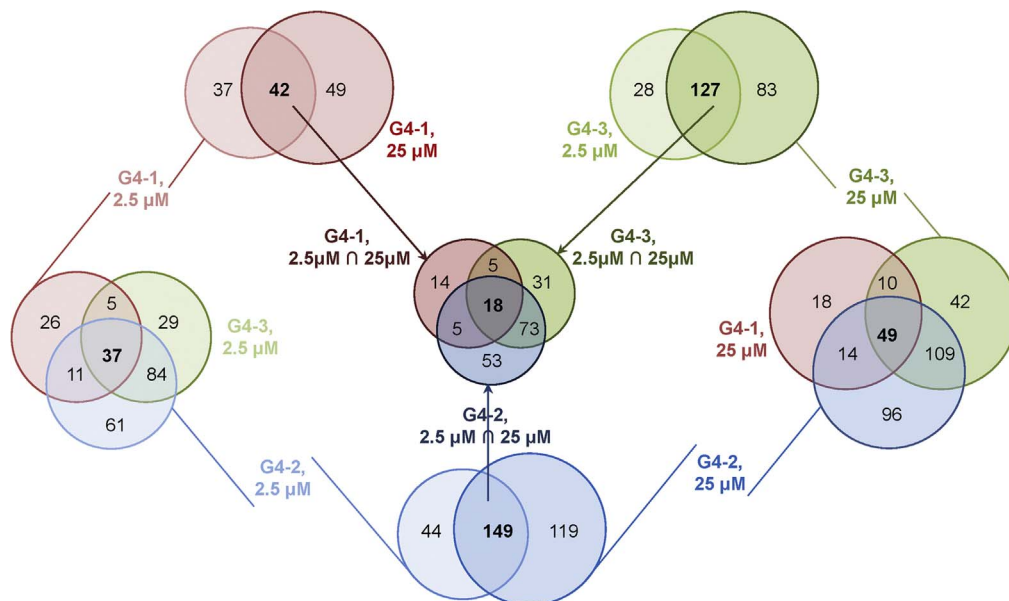 37 42 49
28 127 83
G4-1,
25 µM
G4-3,
2.5 µM
G4-1,
2.5 µM
G4-3,
25 µM
G4-1,
2.5µM ∩ 25µM
G4-3,
2.5µM ∩ 25µM
5
26 29
37
11 84
61
G4-3,
2.5 µM
5
14 31
18
5 73
53
10
18 42
49
14 109
96
G4-1,
25 µM
G4-2,
2.5 µM ∩ 25 µM
G4-2,
2.5 µM
G4-2,
25 µM
44 149 119